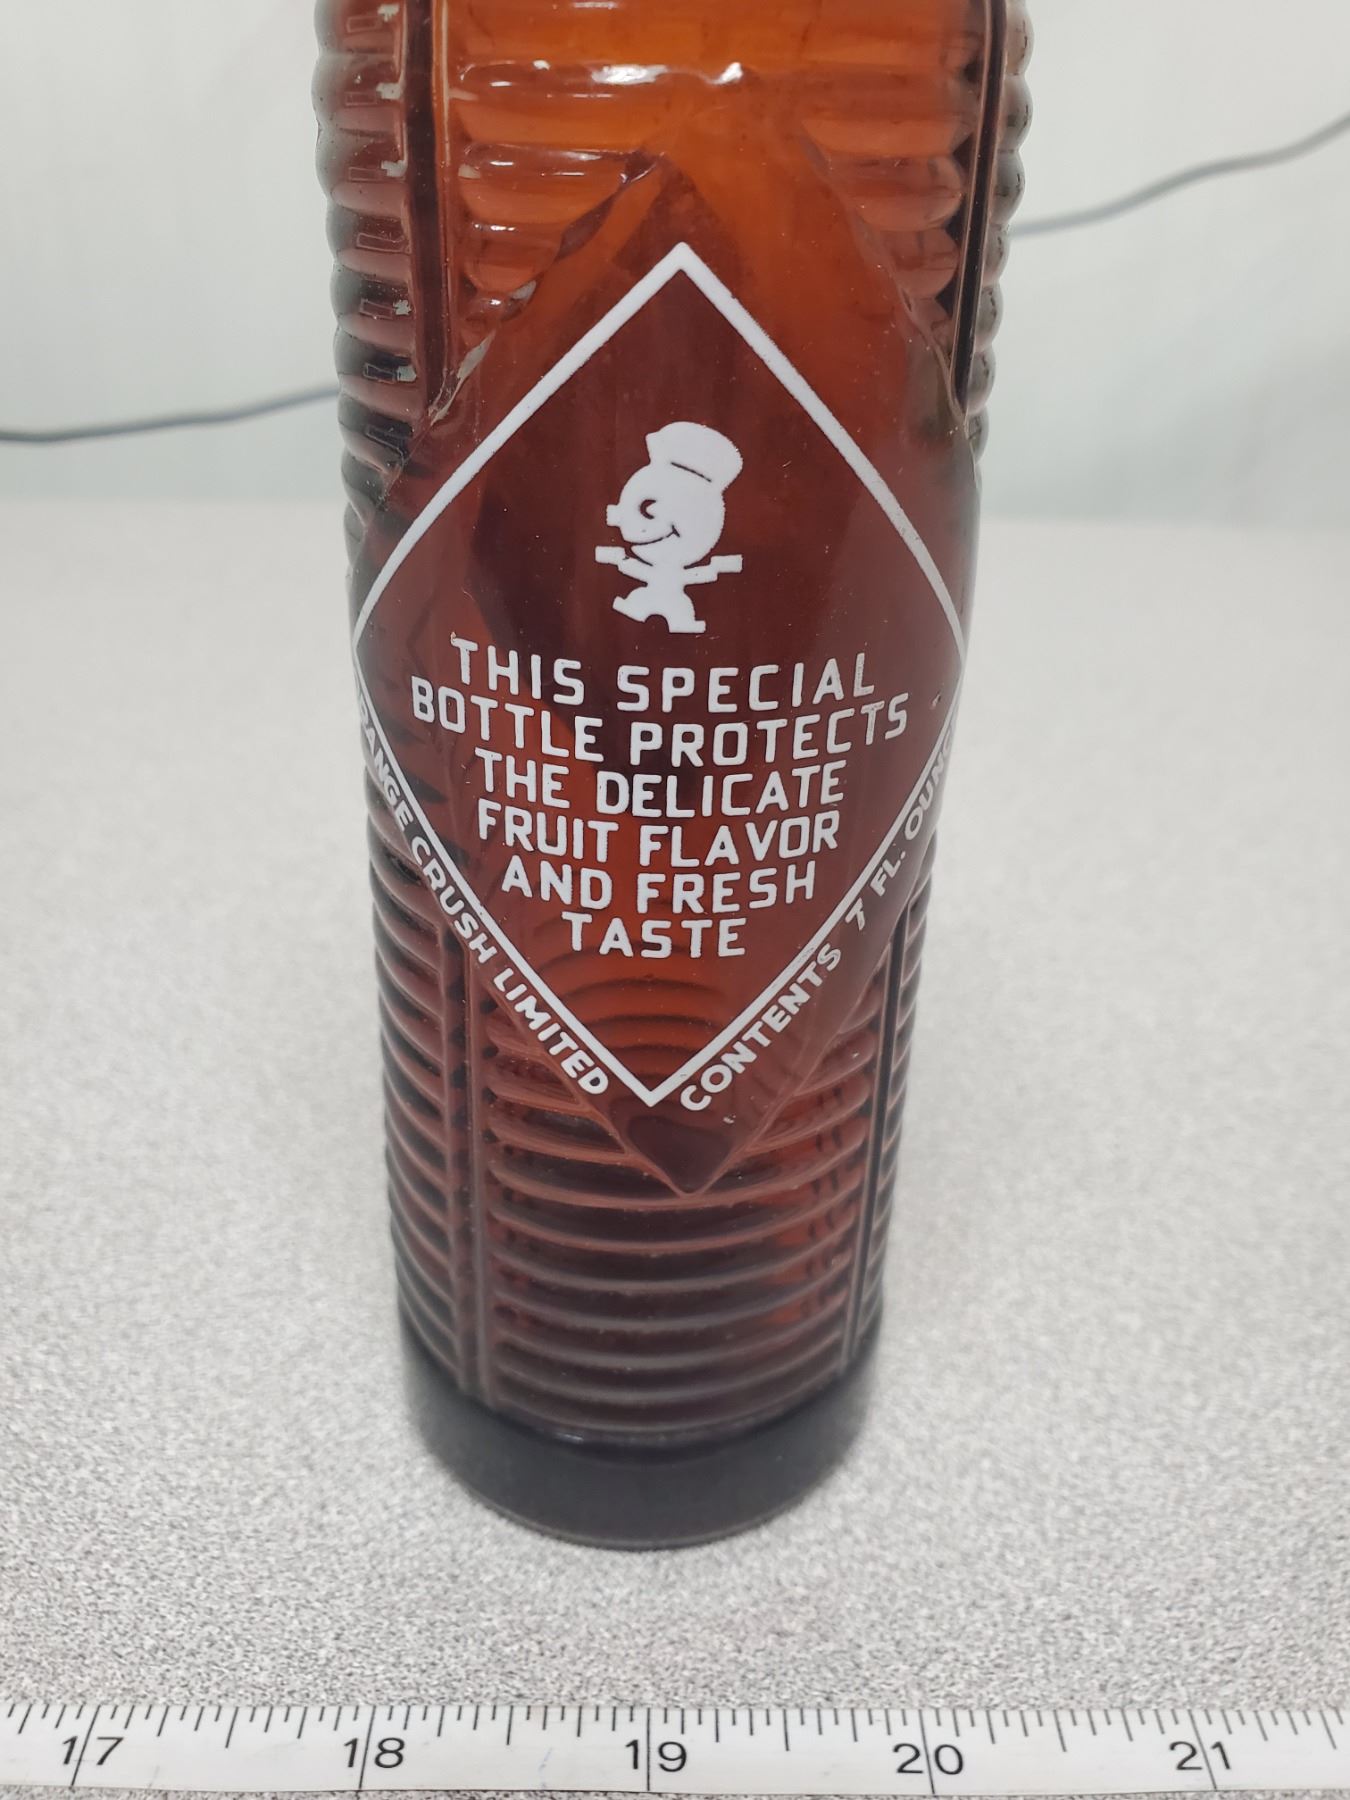 THIS SPECIAL
BOTTLE PROTECTS
THE DELICATE
FRUIT FLAVOR
AND FRESH
TASTE
CRUSH LIMITED
CONTENTS 7 FL.
17 18 19 20 21